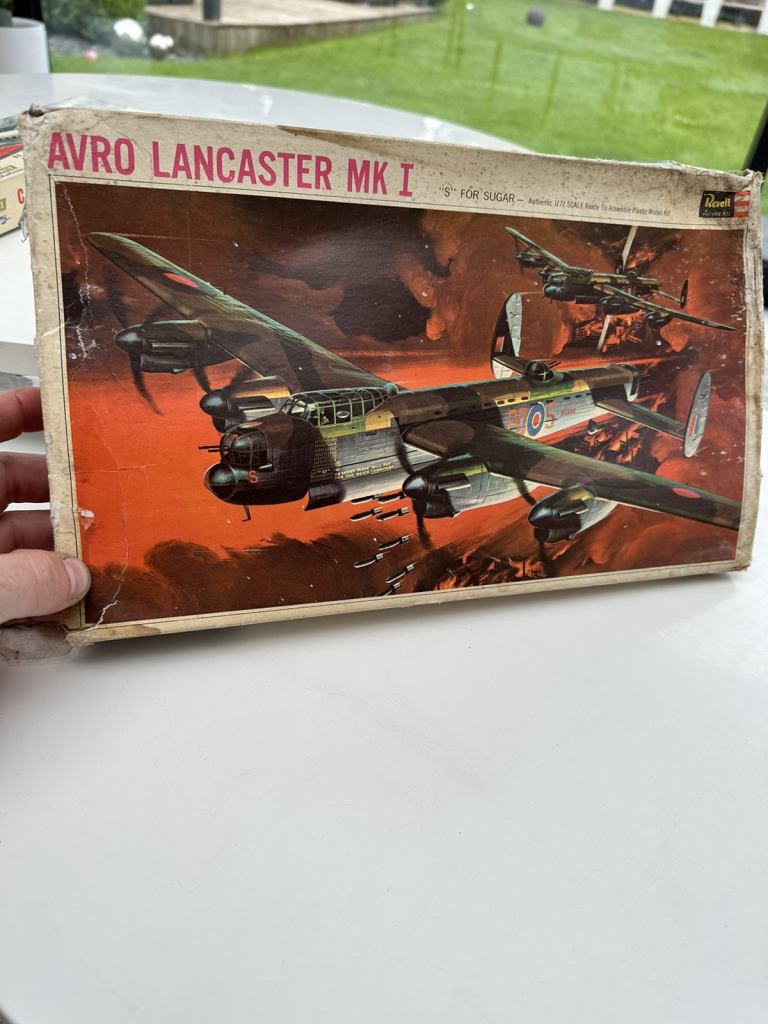 AVRO LANCASTER MK I
"S" FOR SUGAR — Authentic 1/72 SCALE Ready To Assemble Plastic Model Kit
Revell
S
S